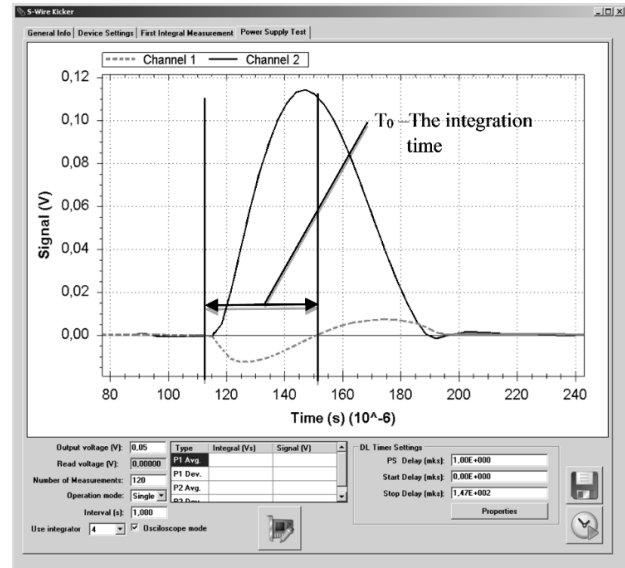 S-Wire Kicker
General Info Device Settings First Integral Measurement Power Supply Test
Channel 1 Channel 2
0,12
0,10
0,08
0,06
0,04
0,02
0,00
Signal (V)
T₀ –The integration
time
80 100 120 140 160 180 200 220 240
Time (s) (10^-6)
Output voltage (V): 0,05
Read voltage (V): 0,00000
Number of Measurements: 120
Operation mode: Single
Interval (s): 1,000
Use integrator 4 Osciloscope mode
Type Integral (Vs) Signal (V)
P1 Avg.
P1 Dev.
P2 Avg.
P2 Dev.
DL Timer Settings
PS Delay (mks): 1,00E+000
Start Delay (mks): 0,00E+000
Stop Delay (mks): 1,47E+002
Properties